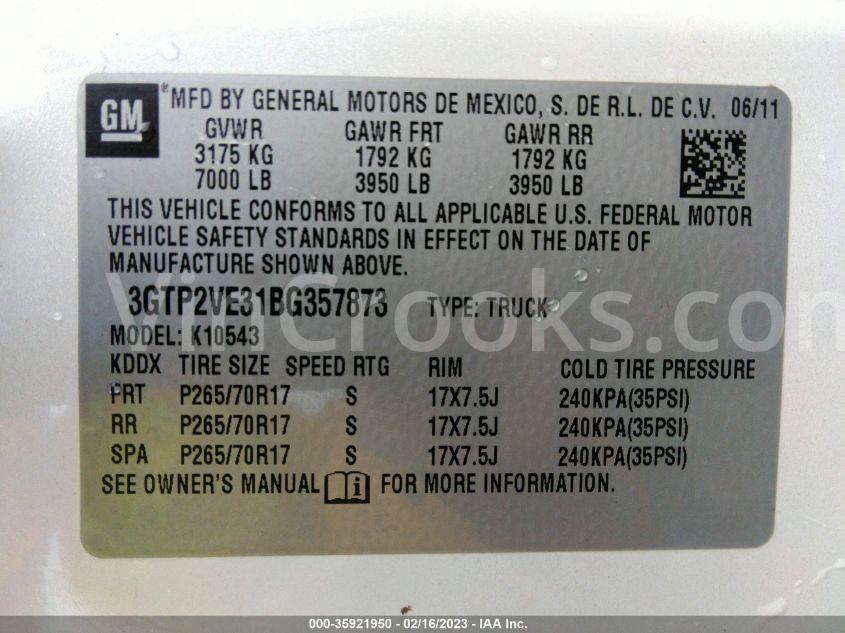 GM
® MFD BY GENERAL MOTORS DE MEXICO, S. DE R.L. DE C.V. 06/11
GVWR GAWR FRT GAWR RR
3175 KG 1792 KG 1792 KG
7000 LB 3950 LB 3950 LB
THIS VEHICLE CONFORMS TO ALL APPLICABLE U.S. FEDERAL MOTOR
VEHICLE SAFETY STANDARDS IN EFFECT ON THE DATE OF
MANUFACTURE SHOWN ABOVE.
3GTP2VE31BG357873 TYPE: TRUCK
VinCrooks.com
MODEL: K10543
KDDX TIRE SIZE SPEED RTG RIM COLD TIRE PRESSURE
FRT P265/70R17 S 17X7.5J 240KPA(35PSI)
RR P265/70R17 S 17X7.5J 240KPA(35PSI)
SPA P265/70R17 S 17X7.5J 240KPA(35PSI)
SEE OWNER'S MANUAL i FOR MORE INFORMATION.
000-35921950 - 02/16/2023 - IAA Inc.